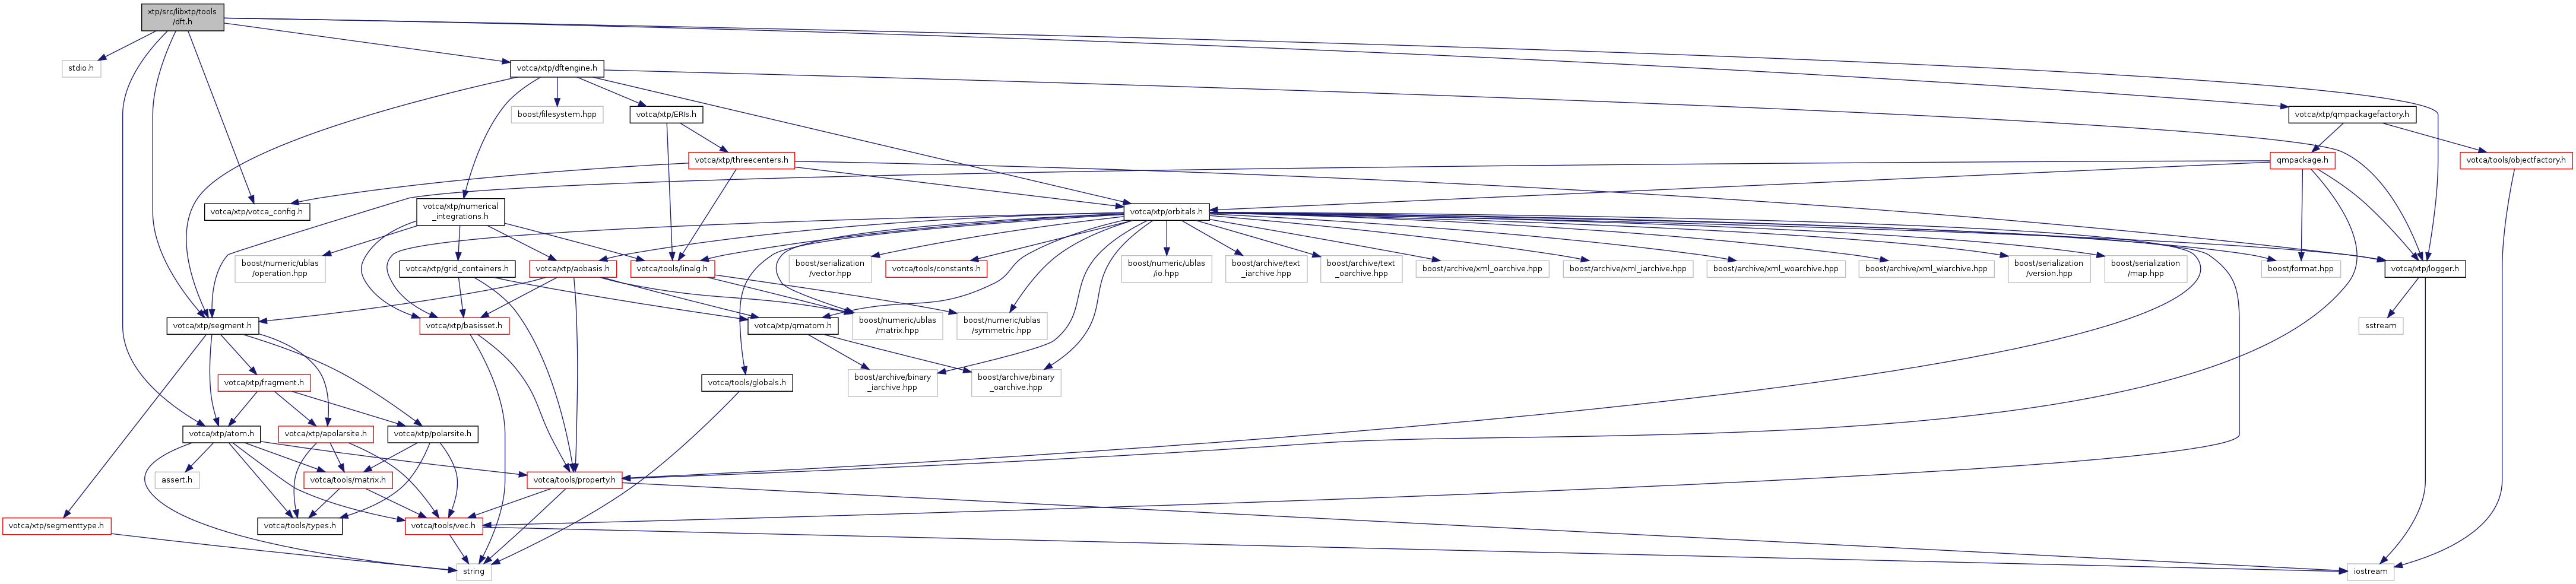 xtp/src/libxtp/tools
/dft.h
stdio.h
votca/xtp/dftengine.h
boost/filesystem.hpp
votca/xtp/ERIs.h
votca/xtp/qmpackagefactory.h
votca/xtp/threecenters.h
qmpackage.h
votca/tools/objectfactory.h
votca/xtp/votca_config.h
votca/xtp/numerical
_integrations.h
votca/xtp/orbitals.h
boost/numeric/ublas
/operation.hpp
votca/xtp/grid_containers.h
votca/xtp/aobasis.h
votca/tools/linalg.h
boost/serialization
/vector.hpp
votca/tools/constants.h
boost/numeric/ublas
/io.hpp
boost/archive/text
_iarchive.hpp
boost/archive/text
_oarchive.hpp
boost/archive/xml_oarchive.hpp
boost/archive/xml_iarchive.hpp
boost/archive/xml_woarchive.hpp
boost/archive/xml_wiarchive.hpp
boost/serialization
/version.hpp
boost/serialization
/map.hpp
boost/format.hpp
votca/xtp/logger.h
votca/xtp/segment.h
votca/xtp/basisset.h
votca/xtp/qmatom.h
boost/numeric/ublas
/matrix.hpp
boost/numeric/ublas
/symmetric.hpp
sstream
votca/xtp/fragment.h
votca/tools/globals.h
boost/archive/binary
_iarchive.hpp
boost/archive/binary
_oarchive.hpp
votca/xtp/atom.h
votca/xtp/apolarsite.h
votca/xtp/polarsite.h
assert.h
votca/tools/matrix.h
votca/tools/property.h
votca/xtp/segmenttype.h
votca/tools/types.h
votca/tools/vec.h
string
iostream